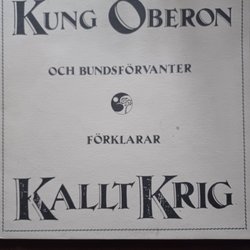 KUNG OBERON
OCH BUNDSFÖRVANTER
FÖRKLARAR
KALLT KRIG